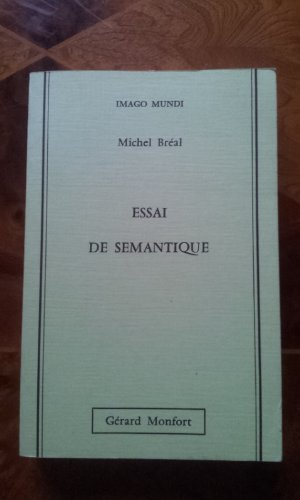 IMAGO MUNDI
Michel Bréal
ESSAI
DE SEMANTIQUE
Gérard Monfort